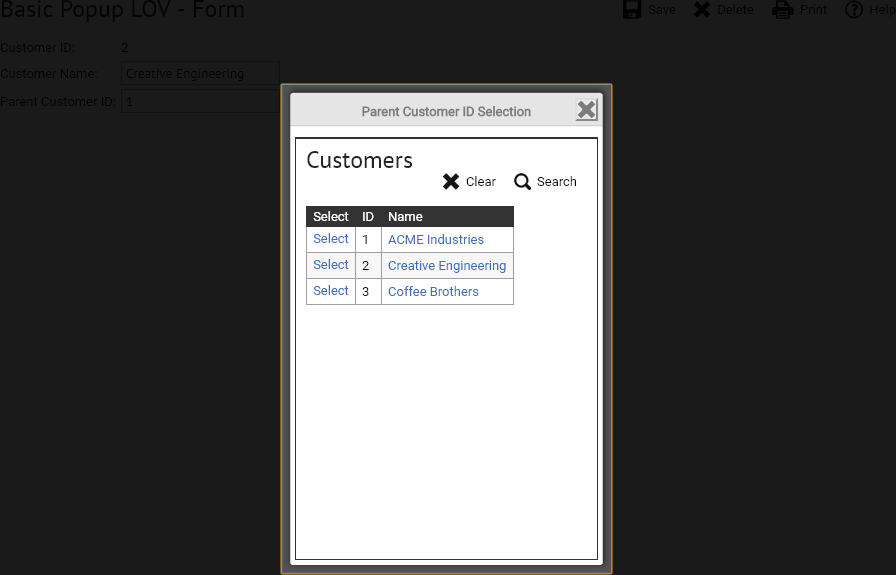 Basic Popup LOV - Form
Save Delete Print Help
Customer ID: 2
Customer Name: Creative Engineering
Parent Customer ID: 1
Parent Customer ID Selection
Customers
Clear Search
Select ID Name
Select 1 ACME Industries
Select 2 Creative Engineering
Select 3 Coffee Brothers